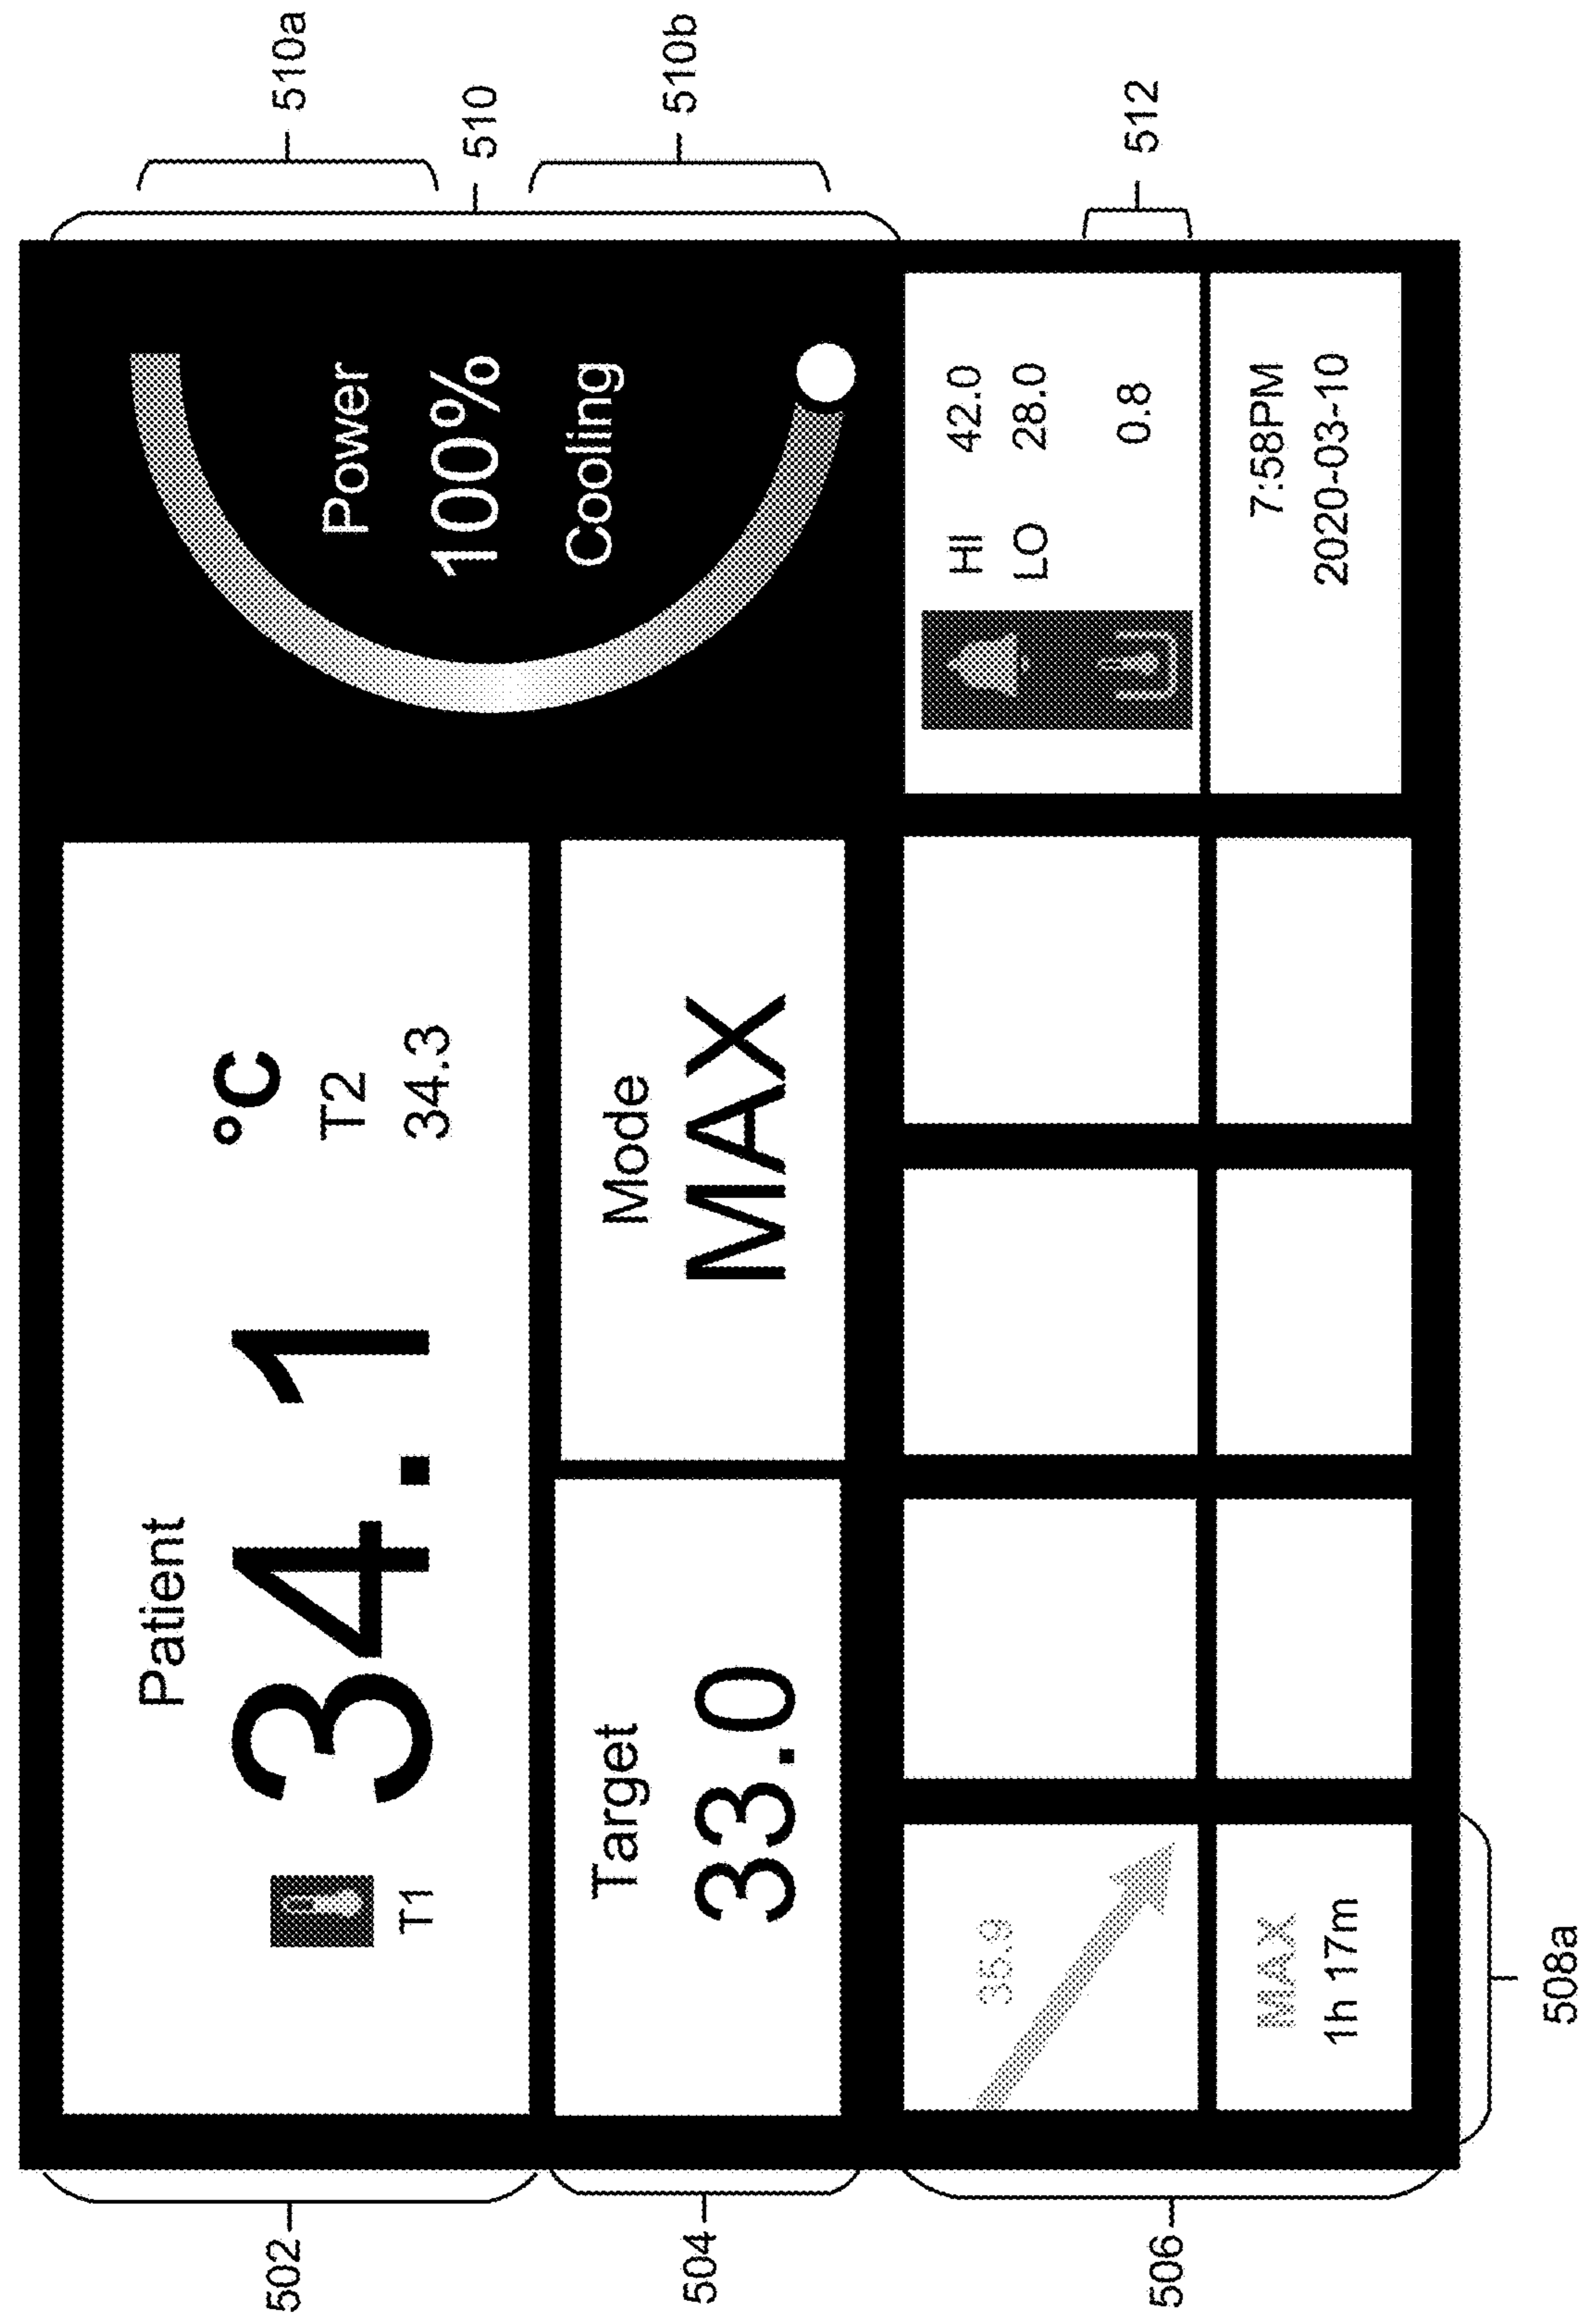 510a
510
510b
512
Patient
T1
34.1
°C
T2
34.3
Power
100%
Cooling
Target
33.0
Mode
MAX
HI 42.0
LO 28.0
0.8
7:58PM
2020-03-10
35.9
MAX
1h 17m
502
504
506
508a